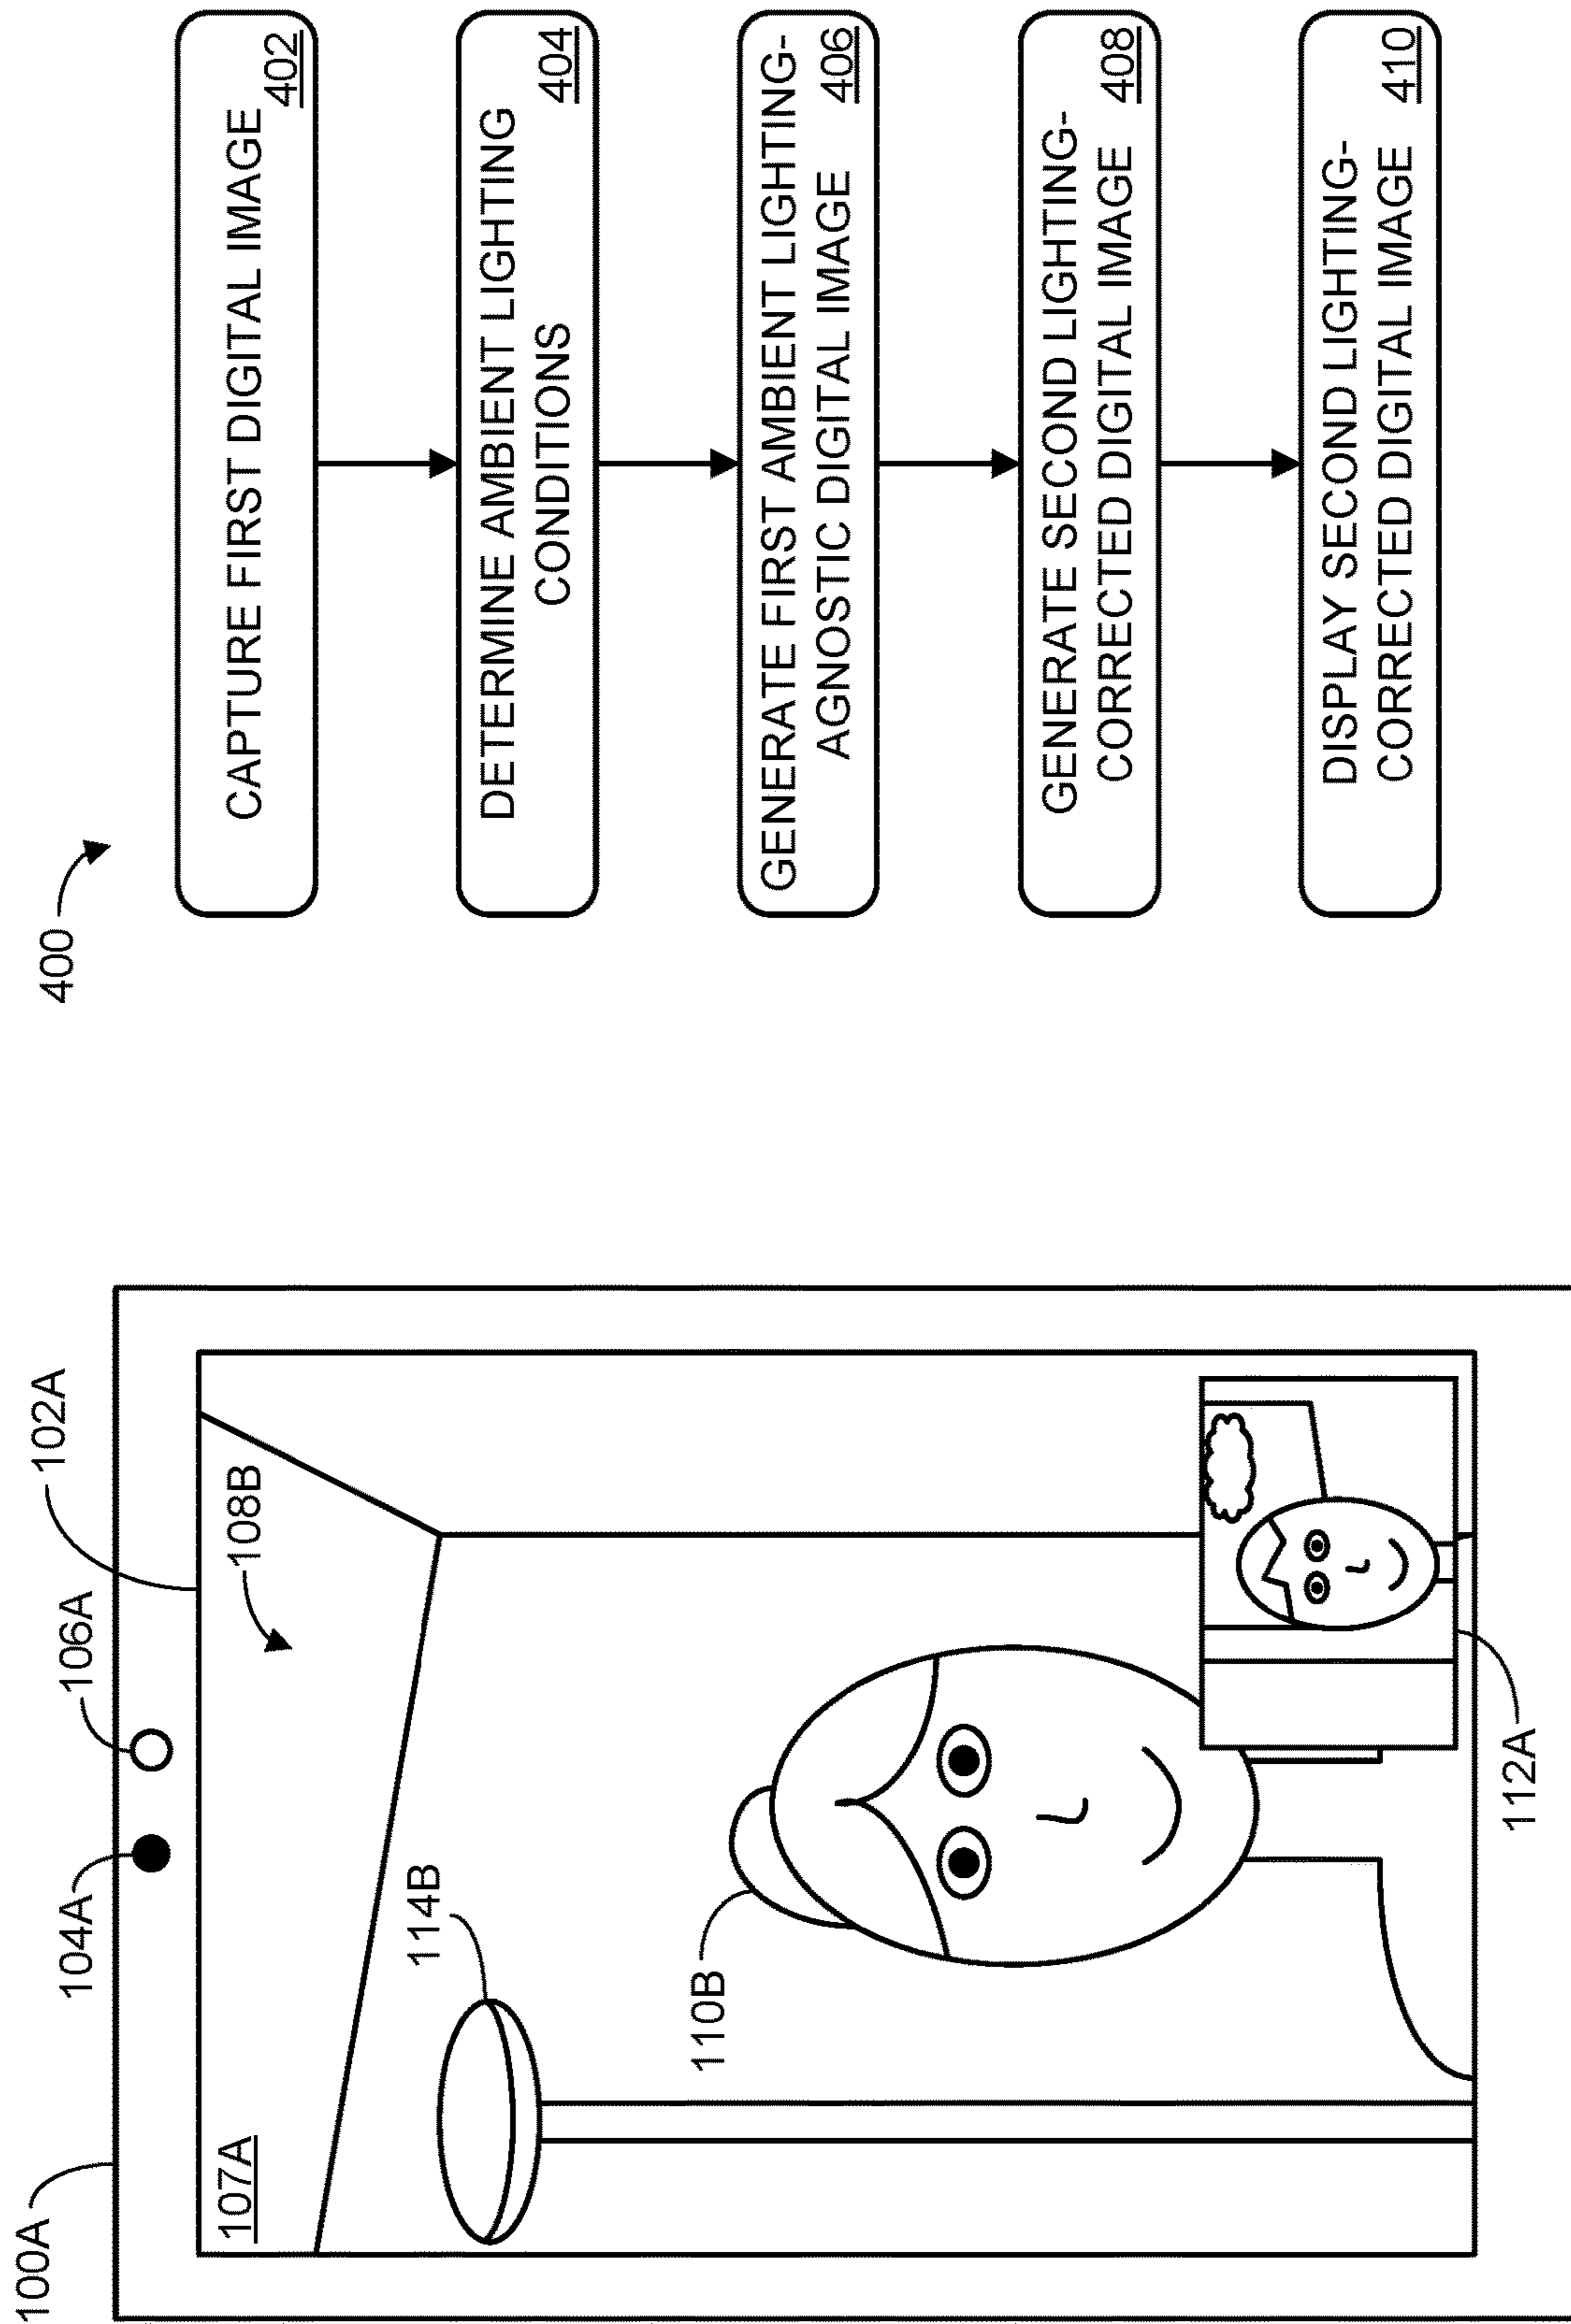 100A
104A
106A
102A
107A
108B
114B
110B
112A
400
CAPTURE FIRST DIGITAL IMAGE
402
DETERMINE AMBIENT LIGHTING
CONDITIONS
404
GENERATE FIRST AMBIENT LIGHTING-
AGNOSTIC DIGITAL IMAGE
406
GENERATE SECOND LIGHTING-
CORRECTED DIGITAL IMAGE
408
DISPLAY SECOND LIGHTING-
CORRECTED DIGITAL IMAGE
410